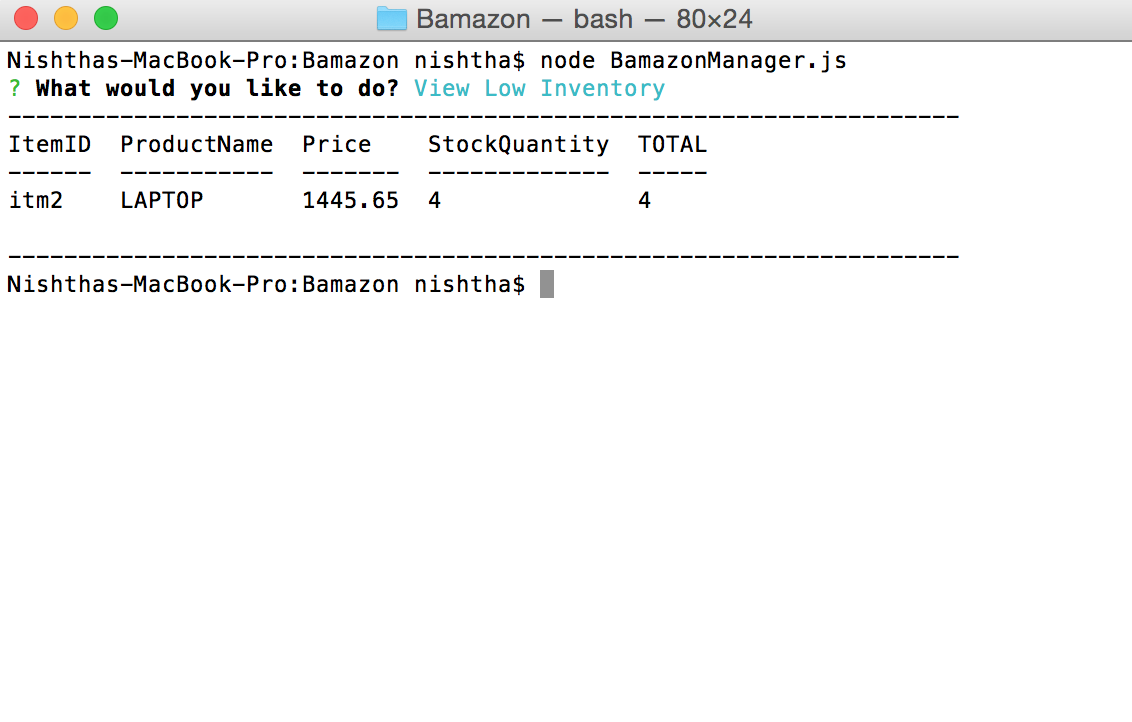 Bamazon — bash — 80×24
Nishthas-MacBook-Pro:Bamazon nishtha$ node BamazonManager.js
? What would you like to do? View Low Inventory
--------------------------------------------------------------------
ItemID  ProductName  Price    StockQuantity  TOTAL
------  -----------  -------  -------------  -----
itm2    LAPTOP       1445.65  4              4
--------------------------------------------------------------------
Nishthas-MacBook-Pro:Bamazon nishtha$